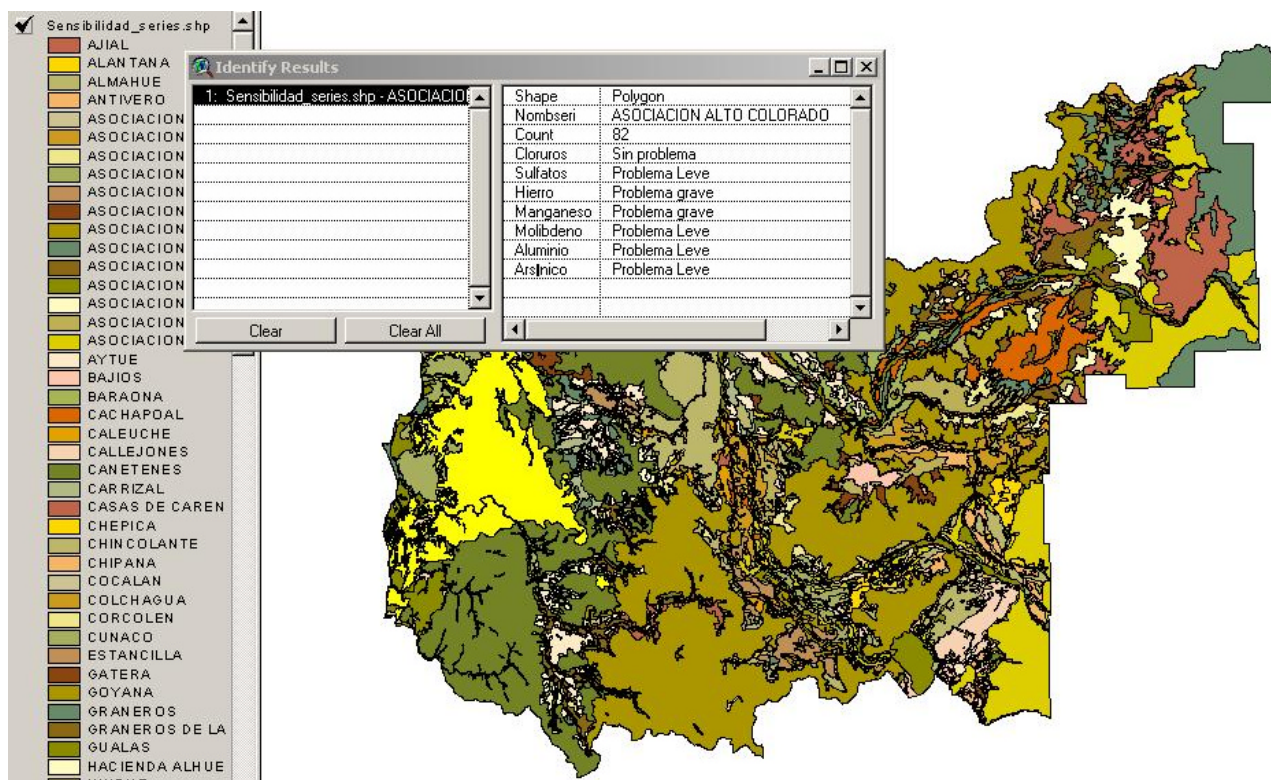 Sensibilidad_series.shp
AJIAL
ALANTANA
ALMAHUE
ANTIVERO
ASOCIACION
ASOCIACION
ASOCIACION
ASOCIACION
ASOCIACION
ASOCIACION
ASOCIACION
ASOCIACION
ASOCIACION
ASOCIACION
ASOCIACION
ASOCIACION
ASOCIACION
AYTUE
BAJIOS
BARAONA
CACHAPOAL
CALEUCHE
CALLEJONES
CANETENES
CARRIZAL
CASAS DE CAREN
CHEPICA
CHINCOLANTE
CHIPANA
COCALAN
COLCHAGUA
CORCOLEN
CUNACO
ESTANCILLA
GATERA
GOYANA
GRANEROS
GRANEROS DE LA
GUALAS
HACIENDA ALHUE
Identify Results
1: Sensibilidad_series.shp - ASOCIACIO
Clear
Clear All
Shape Polygon
Nombseri ASOCIACION ALTO COLORADO
Count 82
Cloruros Sin problema
Sulfatos Problema Leve
Hierro Problema grave
Manganeso Problema grave
Molibdeno Problema Leve
Aluminio Problema Leve
Problema Leve